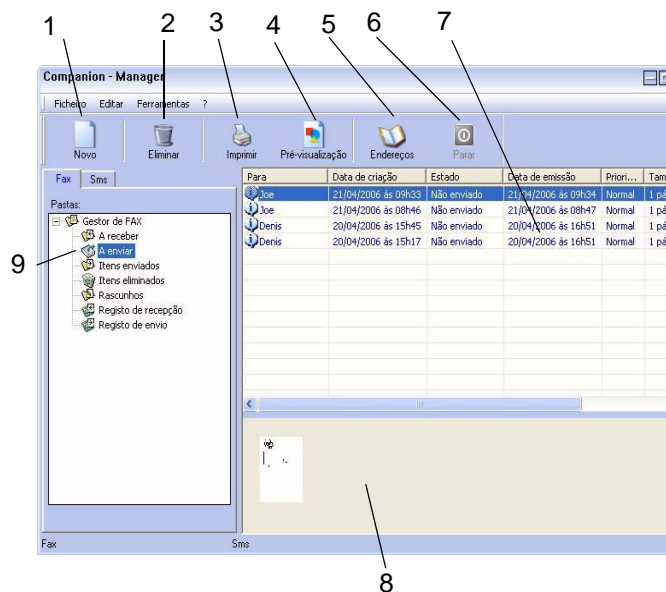 1 2 3 4 5 6 7
Companion - Manager
Ficheiro Editar Ferramentas ?
Novo Eliminar Imprimir Pré-visualização Endereços Parar
Fax Sms
Pastas:
Gestor de FAX
A receber
A enviar
Itens enviados
Itens eliminados
Rascunhos
Registo de recepção
Registo de envio
9
Para Data de criação Estado Data de emissão Priori... Tam
Joe 21/04/2006 às 09h33 Não enviado 21/04/2006 às 09h34 Normal 1 pá
Joe 21/04/2006 às 08h46 Não enviado 21/04/2006 às 08h47 Normal 1 pá
Denis 20/04/2006 às 15h45 Não enviado 20/04/2006 às 16h51 Normal 1 pá
Denis 20/04/2006 às 15h17 Não enviado 20/04/2006 às 16h51 Normal 1 pá
Fax Sms
8